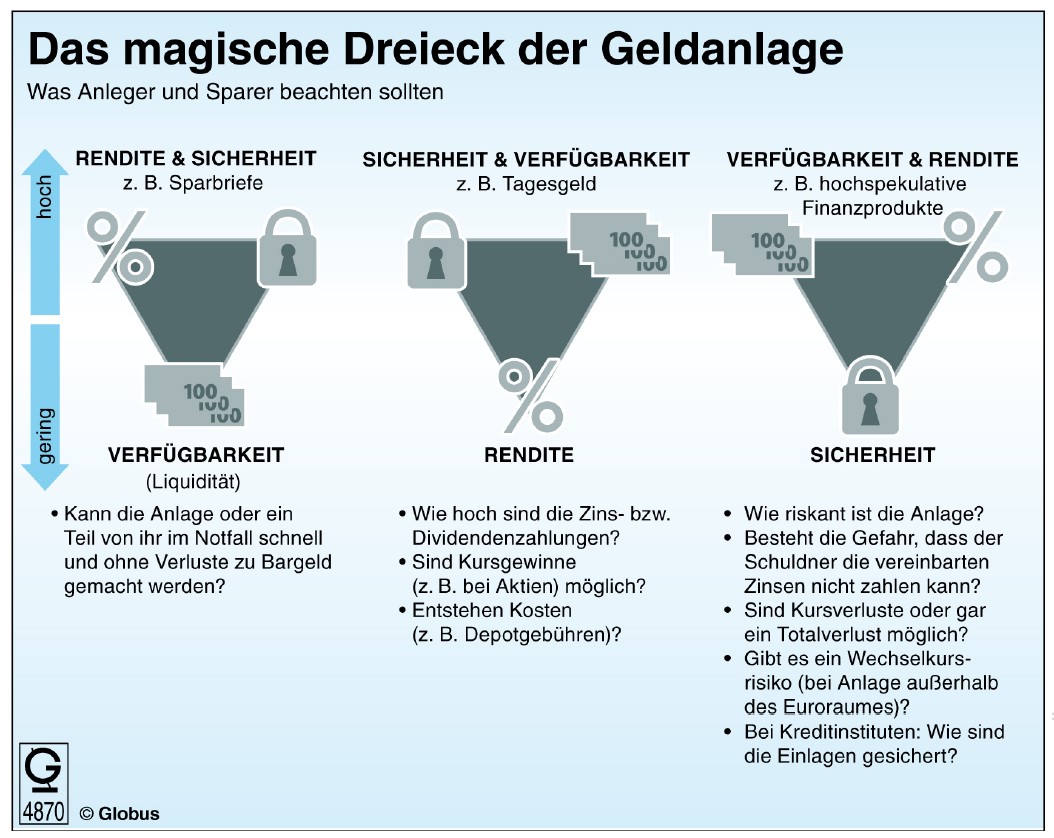 Das magische Dreieck der Geldanlage
Was Anleger und Sparer beachten sollten
hoch
gering
RENDITE & SICHERHEIT
z. B. Sparbriefe
100
100
100
VERFÜGBARKEIT
(Liquidität)
• Kann die Anlage oder ein
Teil von ihr im Notfall schnell
und ohne Verluste zu Bargeld
gemacht werden?
SICHERHEIT & VERFÜGBARKEIT
z. B. Tagesgeld
100
100
100
%
RENDITE
• Wie hoch sind die Zins- bzw.
Dividendenzahlungen?
• Sind Kursgewinne
(z. B. bei Aktien) möglich?
• Entstehen Kosten
(z. B. Depotgebühren)?
VERFÜGBARKEIT & RENDITE
z. B. hochspekulative
Finanzprodukte
100
100
100
%
SICHERHEIT
• Wie riskant ist die Anlage?
• Besteht die Gefahr, dass der
Schuldner die vereinbarten
Zinsen nicht zahlen kann?
• Sind Kursverluste oder gar
ein Totalverlust möglich?
• Gibt es ein Wechselkurs-
risiko (bei Anlage außerhalb
des Euroraumes)?
• Bei Kreditinstituten: Wie sind
die Einlagen gesichert?
G
4870
© Globus